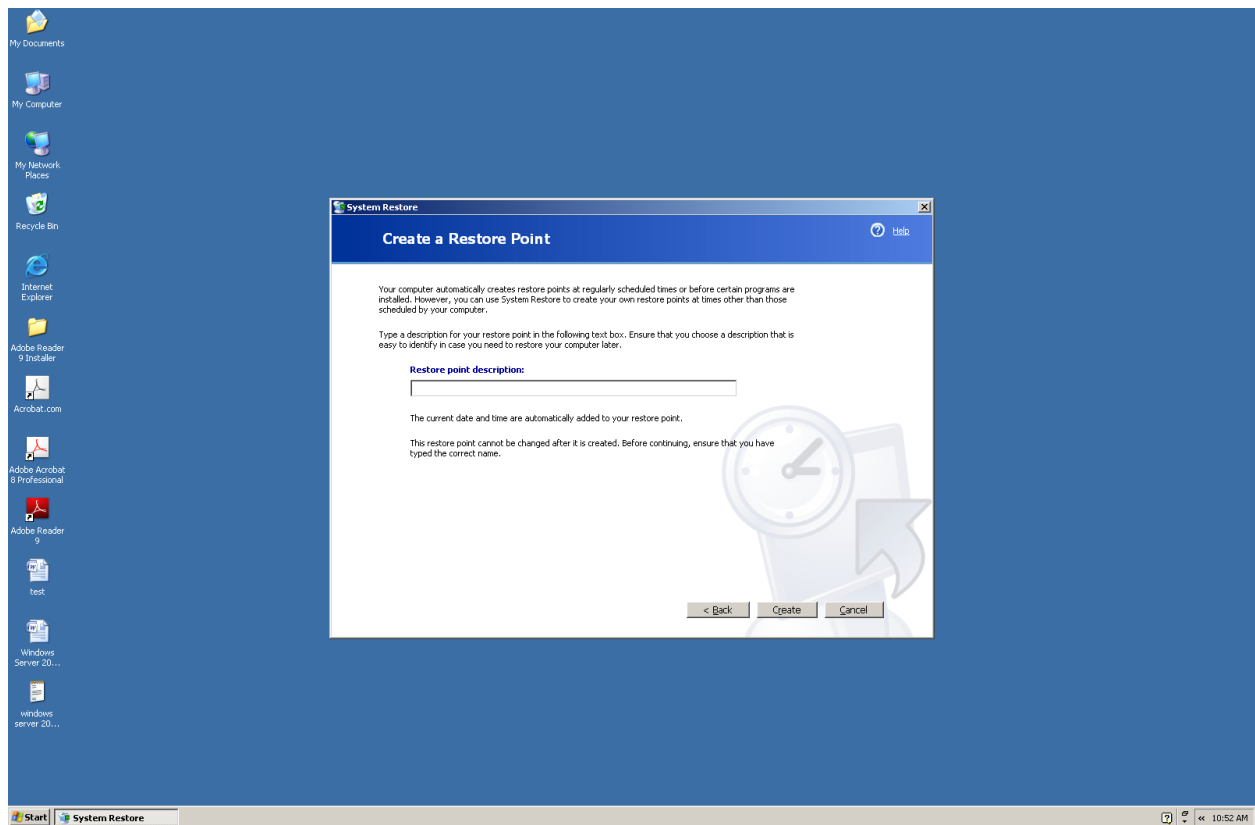 My Documents
My Computer
My Network
Places
Recycle Bin
Internet
Explorer
Adobe Reader
9 Installer
Acrobat.com
Adobe Acrobat
8 Professional
Adobe Reader
9
test
Windows
Server 20...
windows
server 20...
System Restore
Create a Restore Point
Help
Your computer automatically creates restore points at regularly scheduled times or before certain programs are
installed. However, you can use System Restore to create your own restore points at times other than those
scheduled by your computer.
Type a description for your restore point in the following text box. Ensure that you choose a description that is
easy to identify in case you need to restore your computer later.
Restore point description:
The current date and time are automatically added to your restore point.
This restore point cannot be changed after it is created. Before continuing, ensure that you have
typed the correct name.
< Back Create Cancel
Start System Restore « 10:52 AM